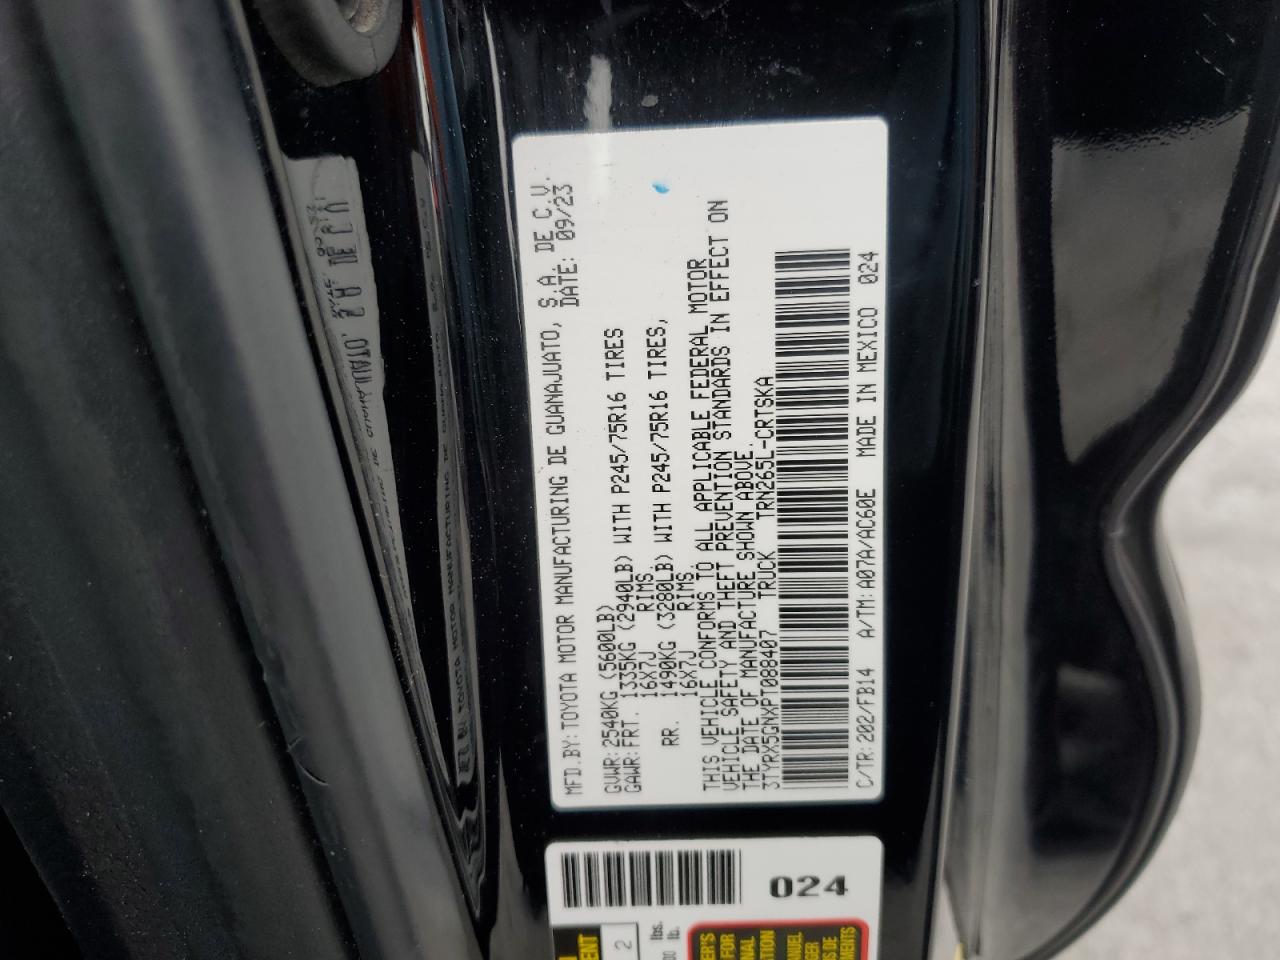 MFD.BY:TOYOTA MOTOR MANUFACTURING DE GUANAJUATO, S.A. DE C.V.
DATE: 09/23
GVWR:2540KG (5600LB)
GAWR:FRT. 1335KG (2940LB) WITH P245/75R16 TIRES
16X7J RIMS.
RR. 1490KG (3280LB) WITH P245/75R16 TIRES,
16X7J RIMS.
THIS VEHICLE CONFORMS TO ALL APPLICABLE FEDERAL MOTOR
VEHICLE SAFETY AND THEFT PREVENTION STANDARDS IN EFFECT ON
THE DATE OF MANUFACTURE SHOWN ABOVE.
3TYRX5GNXPT088407 TRUCK TRN265L-CRTSKA
C/TR:202/FB14 A/TM:A07A/AC60E MADE IN MEXICO 024
024
2
lbs.
lb.